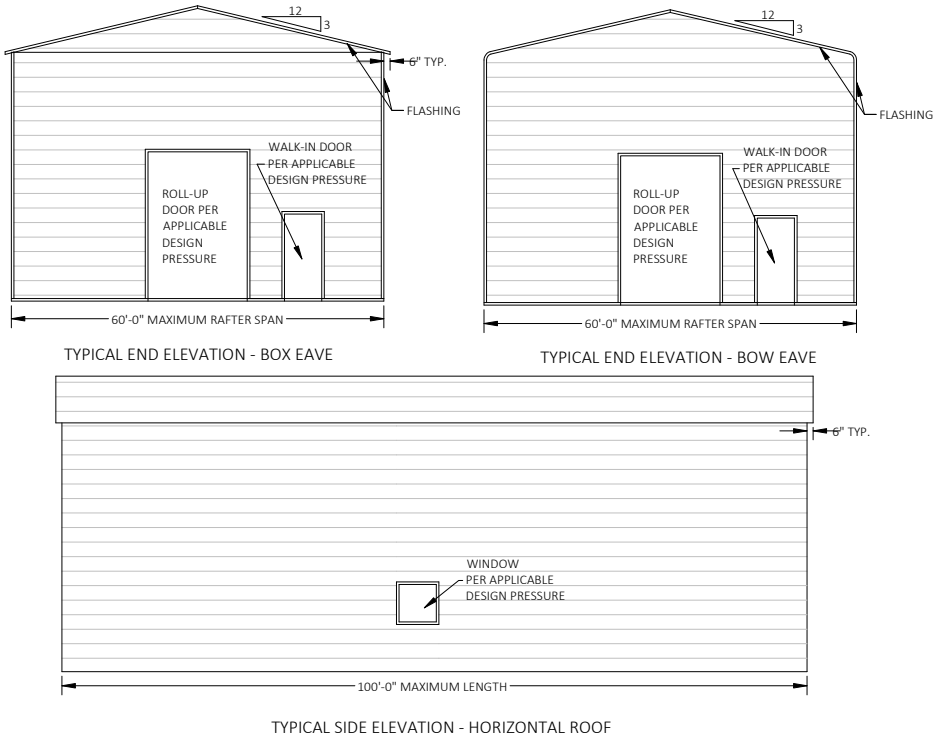 12
3
6" TYP.
FLASHING
WALK-IN DOOR
PER APPLICABLE
DESIGN PRESSURE
ROLL-UP
DOOR PER
APPLICABLE
DESIGN
PRESSURE
60'-0" MAXIMUM RAFTER SPAN
TYPICAL END ELEVATION - BOX EAVE
12
3
FLASHING
WALK-IN DOOR
PER APPLICABLE
DESIGN PRESSURE
ROLL-UP
DOOR PER
APPLICABLE
DESIGN
PRESSURE
60'-0" MAXIMUM RAFTER SPAN
TYPICAL END ELEVATION - BOW EAVE
6" TYP.
WINDOW
PER APPLICABLE
DESIGN PRESSURE
100'-0" MAXIMUM LENGTH
TYPICAL SIDE ELEVATION - HORIZONTAL ROOF